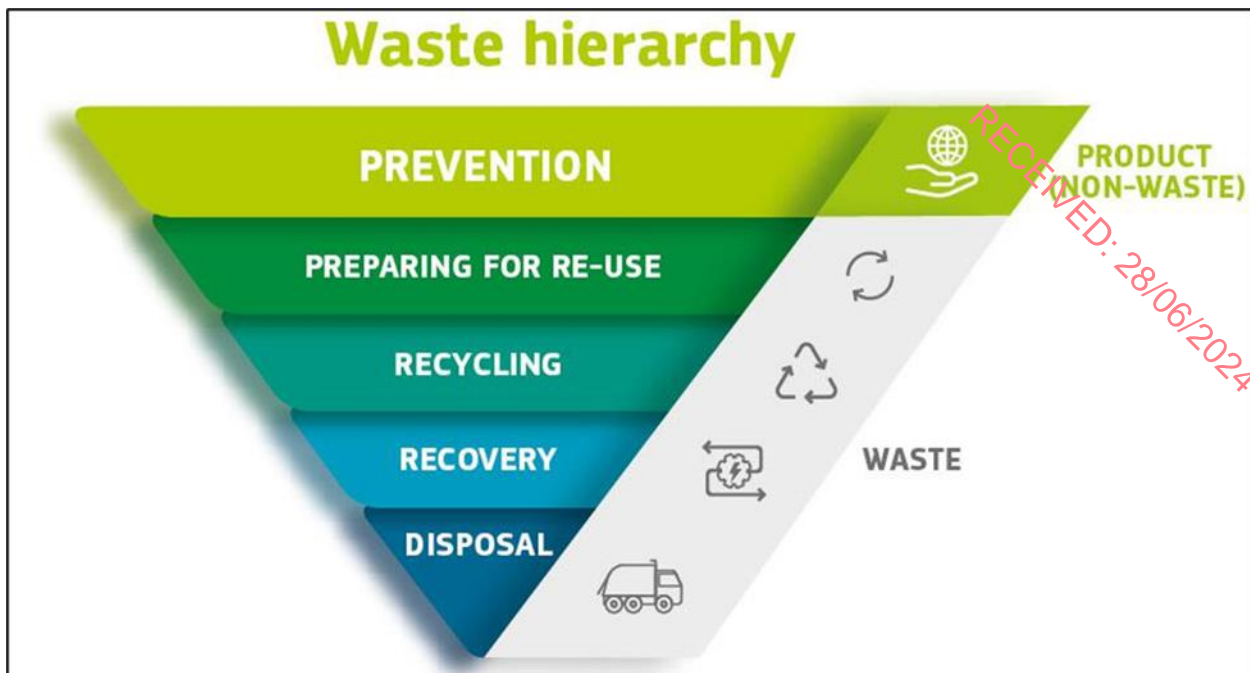 Waste hierarchy
PREVENTION
PRODUCT
(NON-WASTE)
RECEIVED: 28/06/2024
PREPARING FOR RE-USE
RECYCLING
RECOVERY
WASTE
DISPOSAL